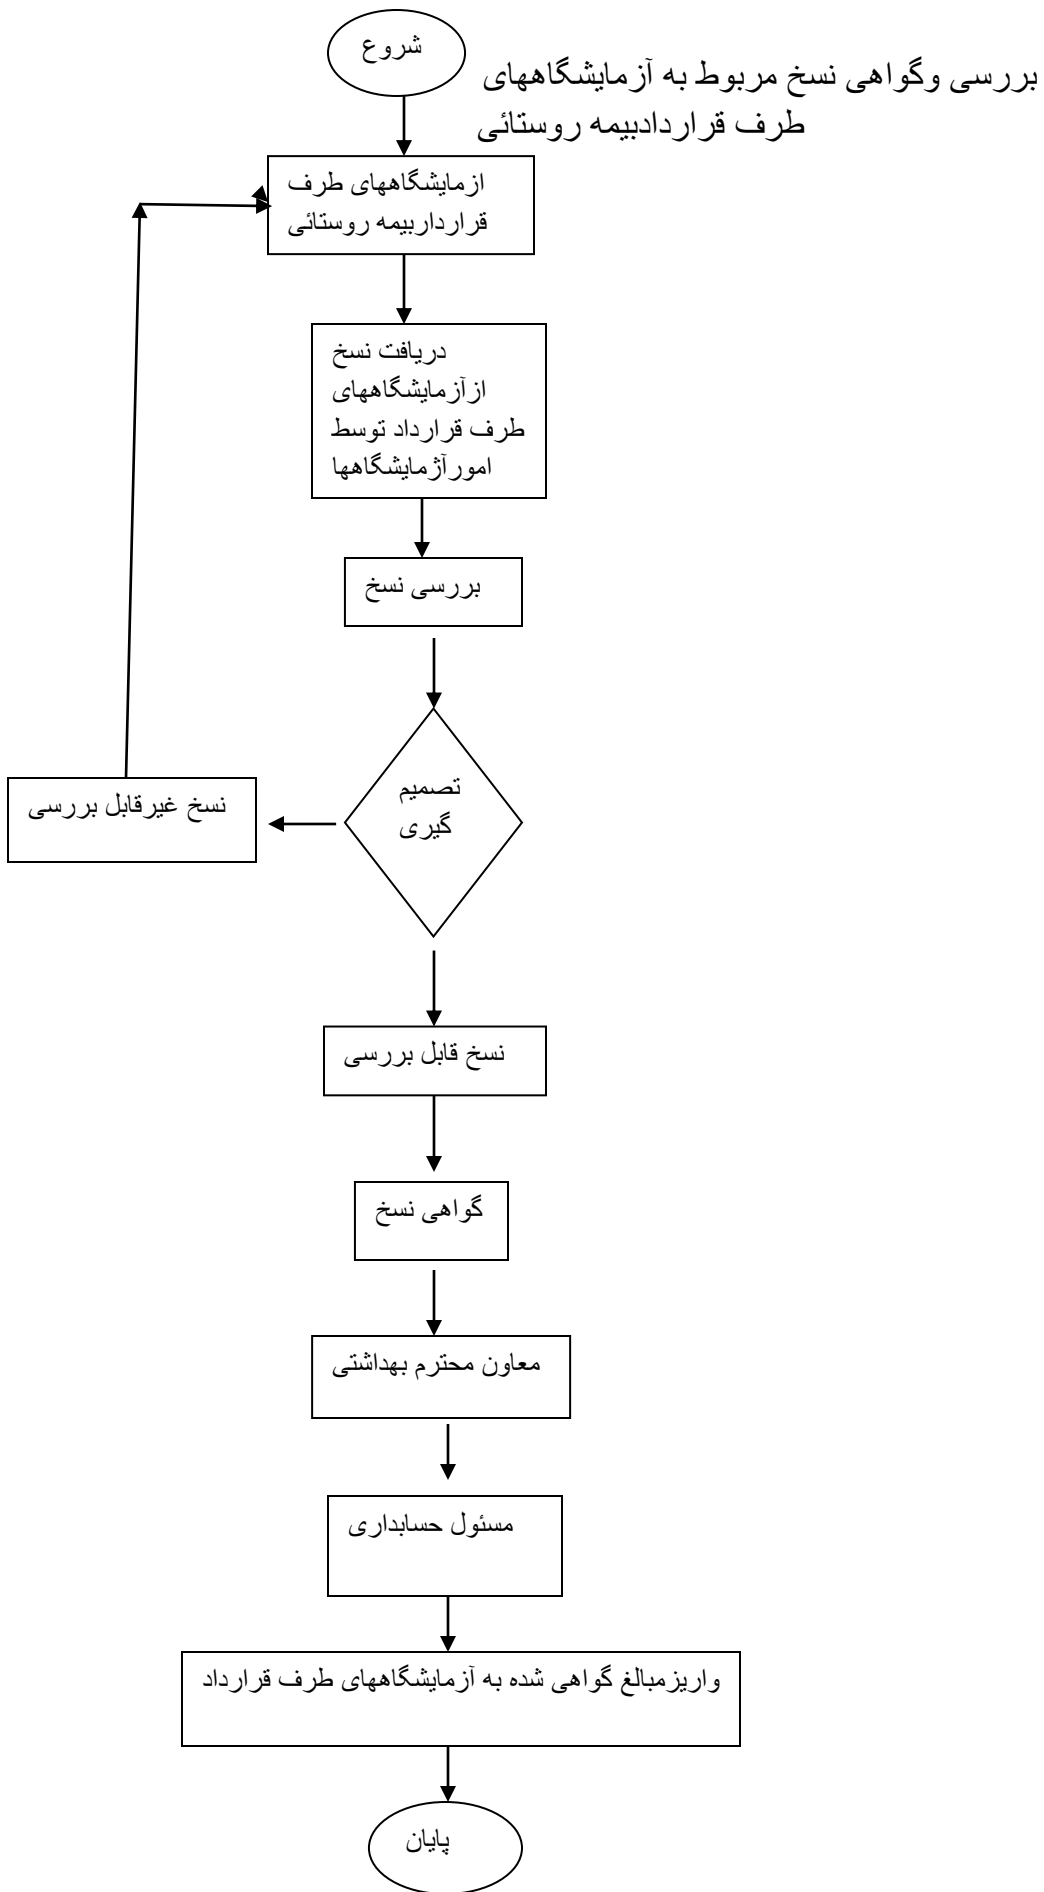 شروع
بررسی وگواهی نسخ مربوط به آزمایشگاههای
طرف قراردادبیمه روستائی
ازمایشگاههای طرف
قرارداربیمه روستائی
دریافت نسخ
ازآزمایشگاههای
طرف قرارداد توسط
امورآژمایشگاهها
بررسی نسخ
تصمیم
گیری
نسخ غیرقابل بررسی
نسخ قابل بررسی
گواهی نسخ
معاون محترم بهداشتی
مسئول حسابداری
واریزمبالغ گواهی شده به آزمایشگاههای طرف قرارداد
پایان